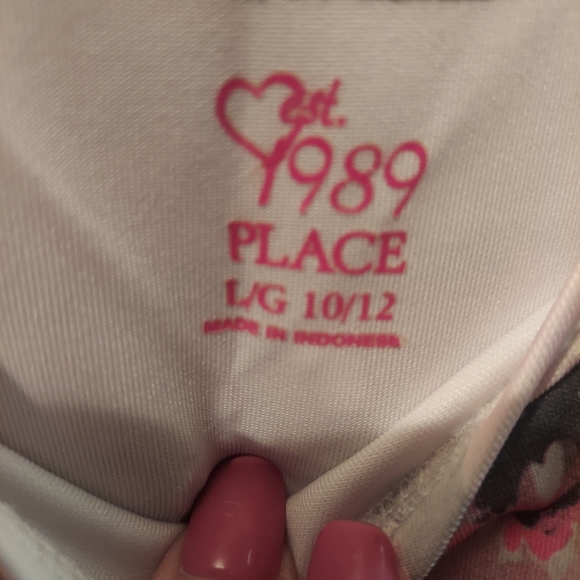 est.
1989
PLACE
L/G 10/12
MADE IN INDONESIA